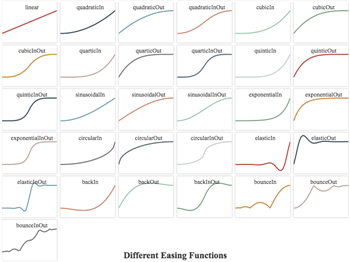 linear
quadraticIn
quadraticOut
quadraticInOut
cubicIn
cubicOut
cubicInOut
quarticIn
quarticOut
quarticInOut
quinticIn
quinticOut
quinticInOut
sinusoidalIn
sinusoidalOut
sinusoidalInOut
exponentialIn
exponentialOut
exponentialInOut
circularIn
circularOut
circularInOut
elasticIn
elasticOut
elasticInOut
backIn
backOut
backInOut
bounceIn
bounceOut
bounceInOut
Different Easing Functions